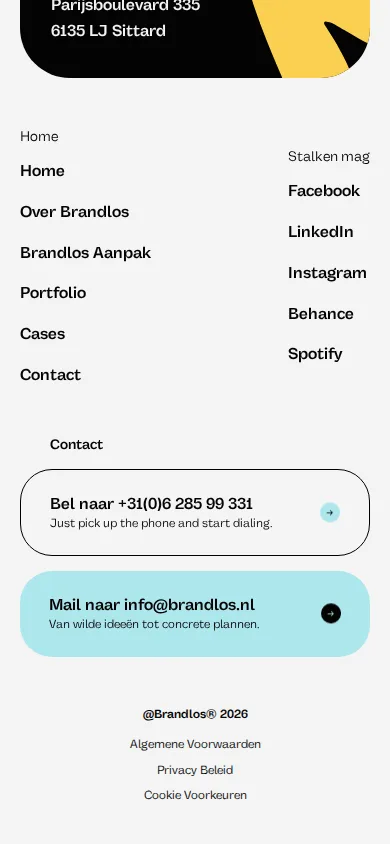 Parijsboulevard 335
6135 LJ Sittard
Home
Home
Over Brandlos
Brandlos Aanpak
Portfolio
Cases
Contact
Stalken mag
Facebook
LinkedIn
Instagram
Behance
Spotify
Contact
Bel naar +31(0)6 285 99 331
Just pick up the phone and start dialing.
Mail naar info@brandlos.nl
Van wilde ideeën tot concrete plannen.
@Brandlos® 2026
Algemene Voorwaarden
Privacy Beleid
Cookie Voorkeuren